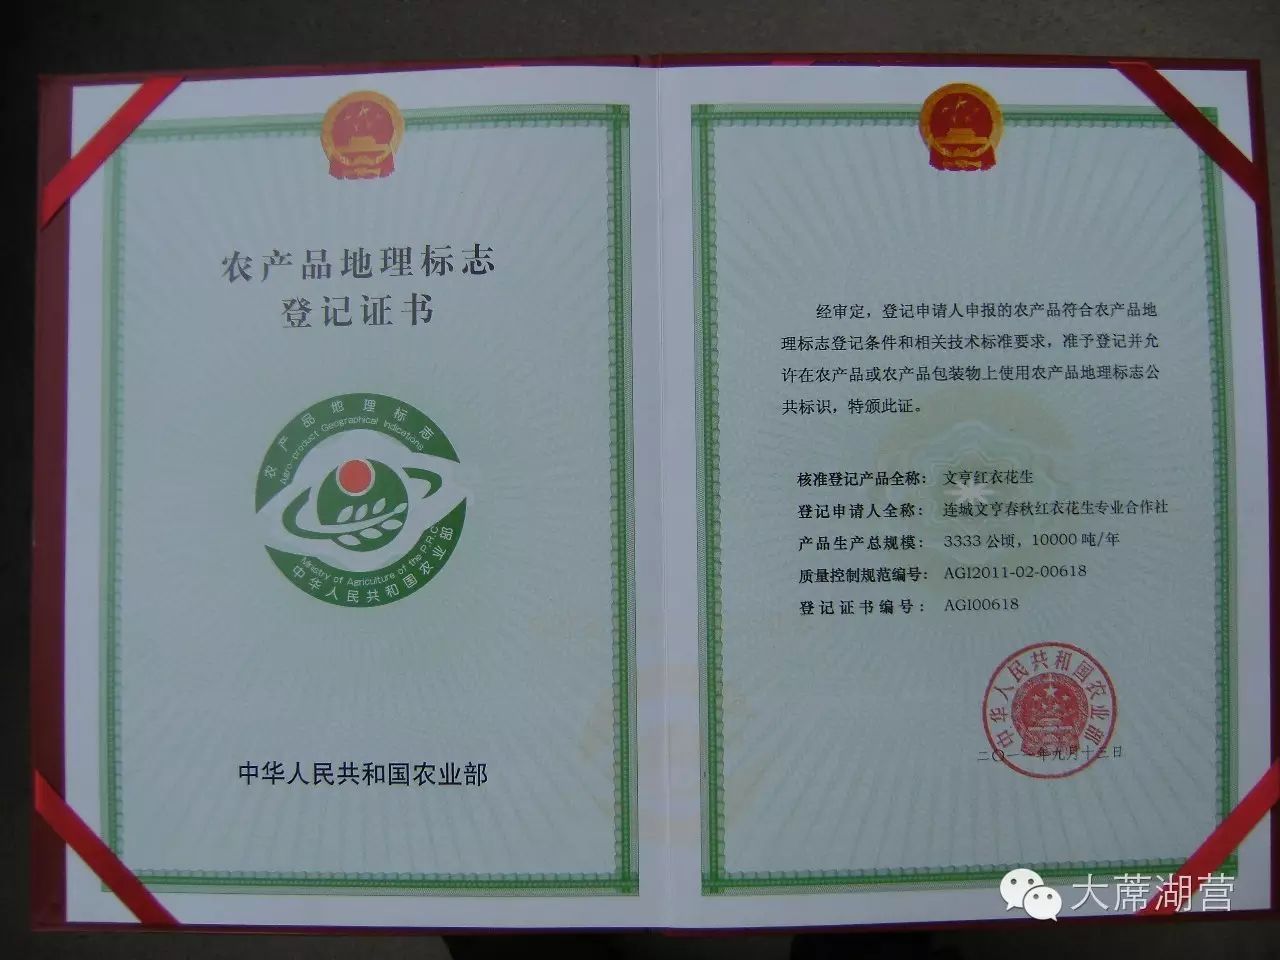 农产品地理标志
登记证书
农产品地理标志
Agro-product Geographical Indications
Ministry of Agriculture of the P.R.C
中华人民共和国农业部
中华人民共和国农业部
经审定，登记申请人申报的农产品符合农产品地
理标志登记条件和相关技术标准要求，准予登记并允
许在农产品或农产品包装物上使用农产品地理标志公
共标识，特颁此证。
核准登记产品全称： 文亨红衣花生
登记申请人全称： 连城文亨春秋红衣花生专业合作社
产品生产总规模： 3333 公顷，10000 吨/年
质量控制规范编号： AGI2011-02-00618
登记证书编号： AGI00618
中华人民共和国农业部
二〇一一年九月十三日
大蓆湖营